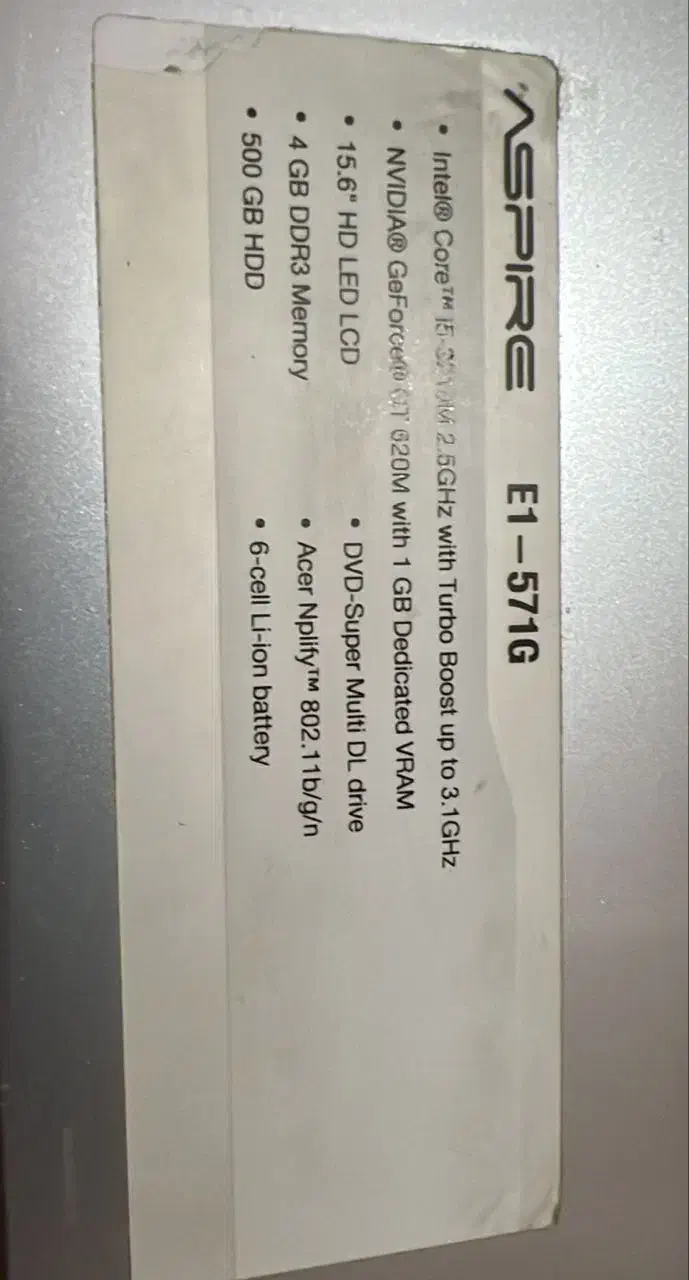 ASPIRE E1-571G
• Intel® Core™ i5-3210M 2.5GHz with Turbo Boost up to 3.1GHz
• NVIDIA® GeForce® GT 620M with 1 GB Dedicated VRAM
• 15.6" HD LED LCD • DVD-Super Multi DL drive
• 4 GB DDR3 Memory • Acer Nplify™ 802.11b/g/n
• 500 GB HDD • 6-cell Li-ion battery